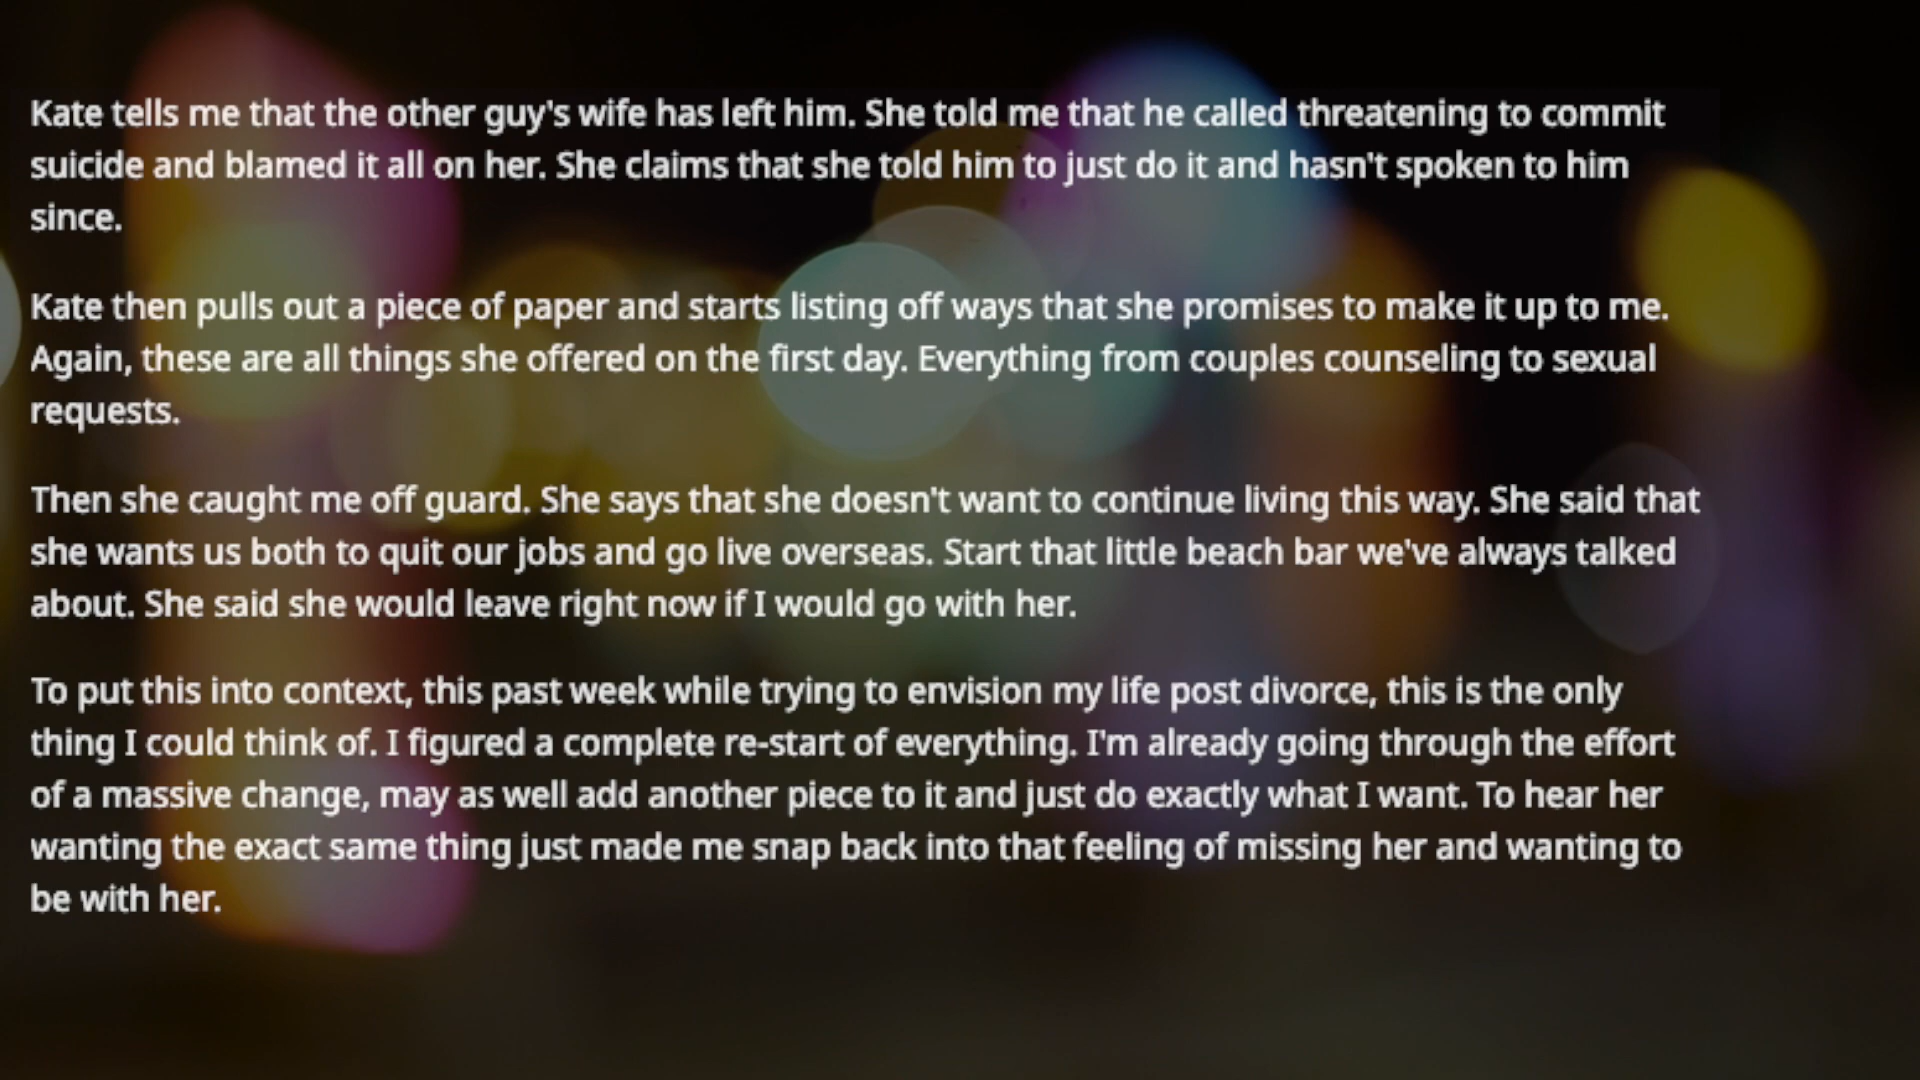 Kate tells me that the other guy's wife has left him. She told me that he called threatening to commit
suicide and blamed it all on her. She claims that she told him to just do it and hasn't spoken to him
since.
Kate then pulls out a piece of paper and starts listing off ways that she promises to make it up to me.
Again, these are all things she offered on the first day. Everything from couples counseling to sexual
requests.
Then she caught me off guard. She says that she doesn't want to continue living this way. She said that
she wants us both to quit our jobs and go live overseas. Start that little beach bar we've always talked
about. She said she would leave right now if I would go with her.
To put this into context, this past week while trying to envision my life post divorce, this is the only
thing I could think of. I figured a complete re-start of everything. I'm already going through the effort
of a massive change, may as well add another piece to it and just do exactly what I want. To hear her
wanting the exact same thing just made me snap back into that feeling of missing her and wanting to
be with her.